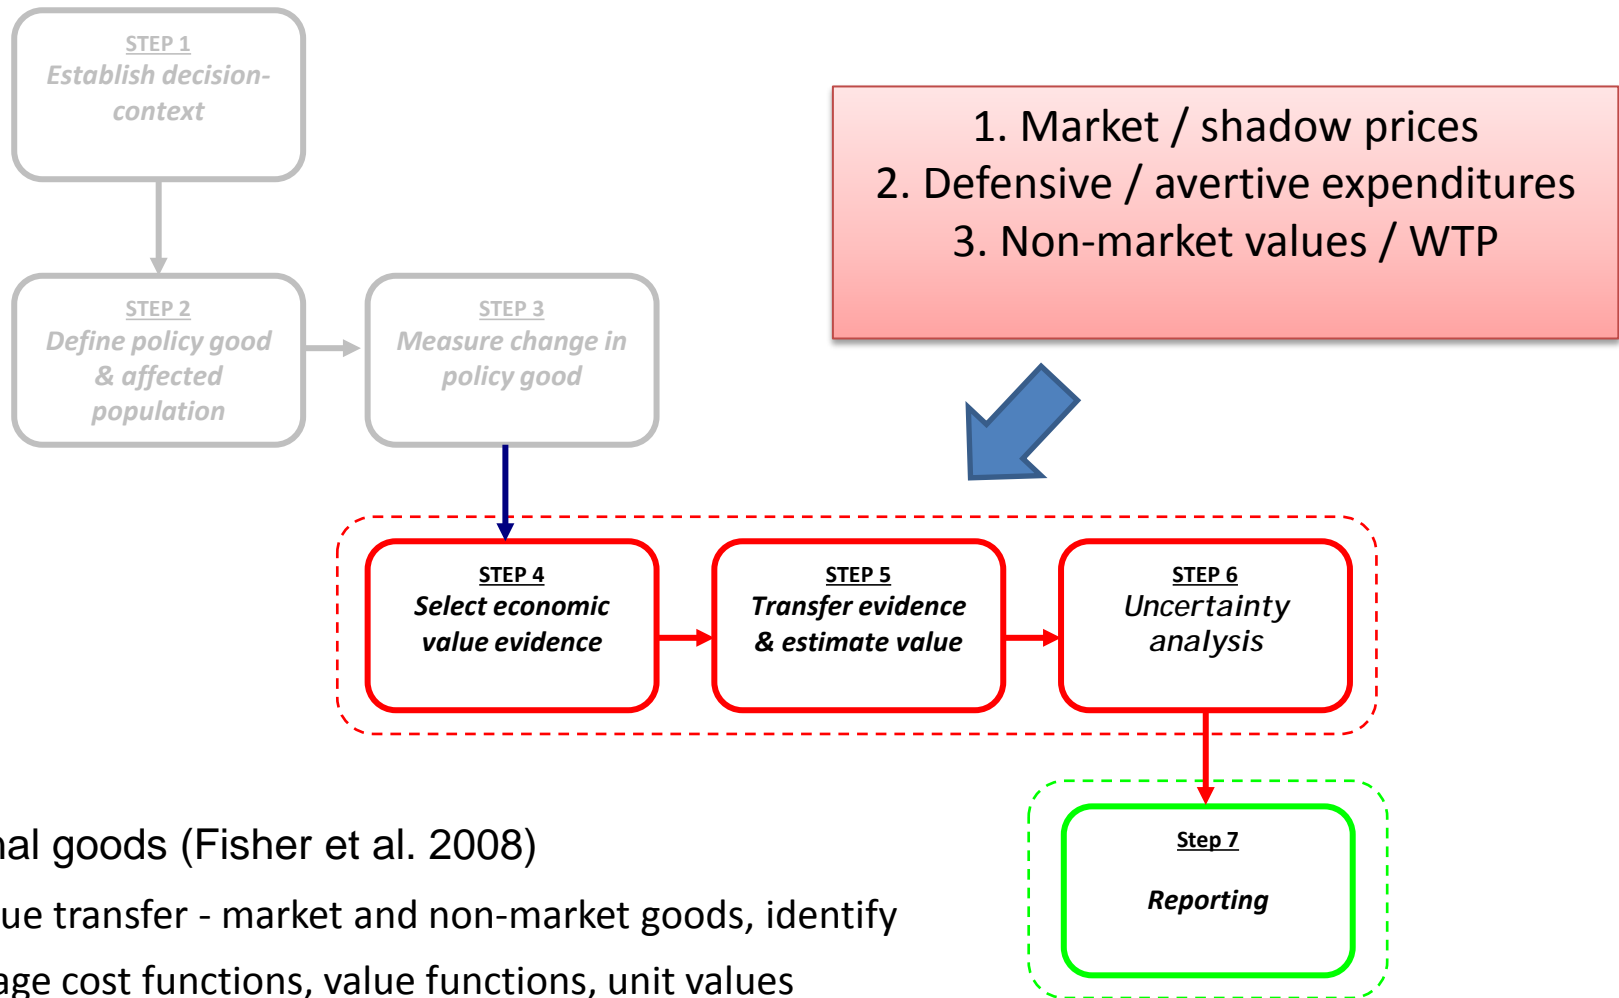 STEP 1
Establish decision-
context
1. Market / shadow prices
2. Defensive / avertive expenditures
3. Non-market values / WTP
STEP 2
Define policy good
& affected
population
STEP 3
Measure change in
policy good
STEP 4
Select economic
value evidence
STEP 5
Transfer evidence
& estimate value
STEP 6
Uncertainty
analysis
Step 7
Reporting
goods (Fisher et al. 2008)
transfer - market and non-market goods, identify
cost functions, value functions, unit values